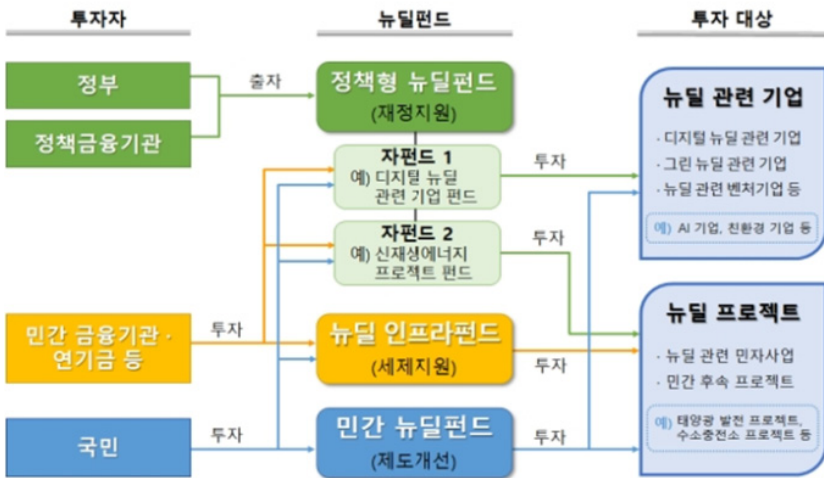 투자자
뉴딜펀드
투자 대상
정부
정책금융기관
출자
정책형 뉴딜펀드
(재정지원)
자펀드 1
예) 디지털 뉴딜
관련 기업 펀드
투자
자펀드 2
예) 신재생에너지
프로젝트 펀드
투자
뉴딜 관련 기업
· 디지털 뉴딜 관련 기업
· 그린 뉴딜 관련 기업
· 뉴딜 관련 벤처기업 등
예) AI 기업, 친환경 기업 등
민간 금융기관 ·
연기금 등
투자
뉴딜 인프라펀드
(세제지원)
투자
국민
투자
민간 뉴딜펀드
(제도개선)
투자
뉴딜 프로젝트
· 뉴딜 관련 민자사업
· 민간 후속 프로젝트
예) 태양광 발전 프로젝트,
수소충전소 프로젝트 등